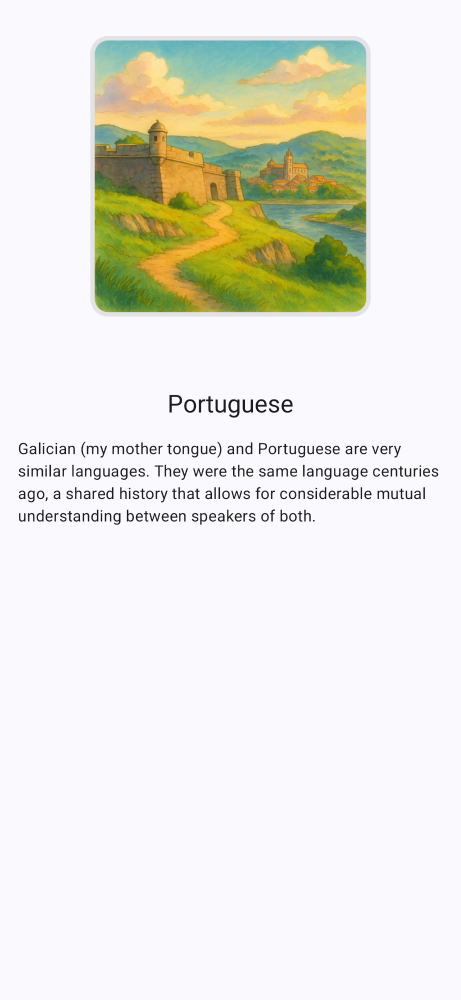 Portuguese
Galician (my mother tongue) and Portuguese are very
similar languages. They were the same language centuries
ago, a shared history that allows for considerable mutual
understanding between speakers of both.